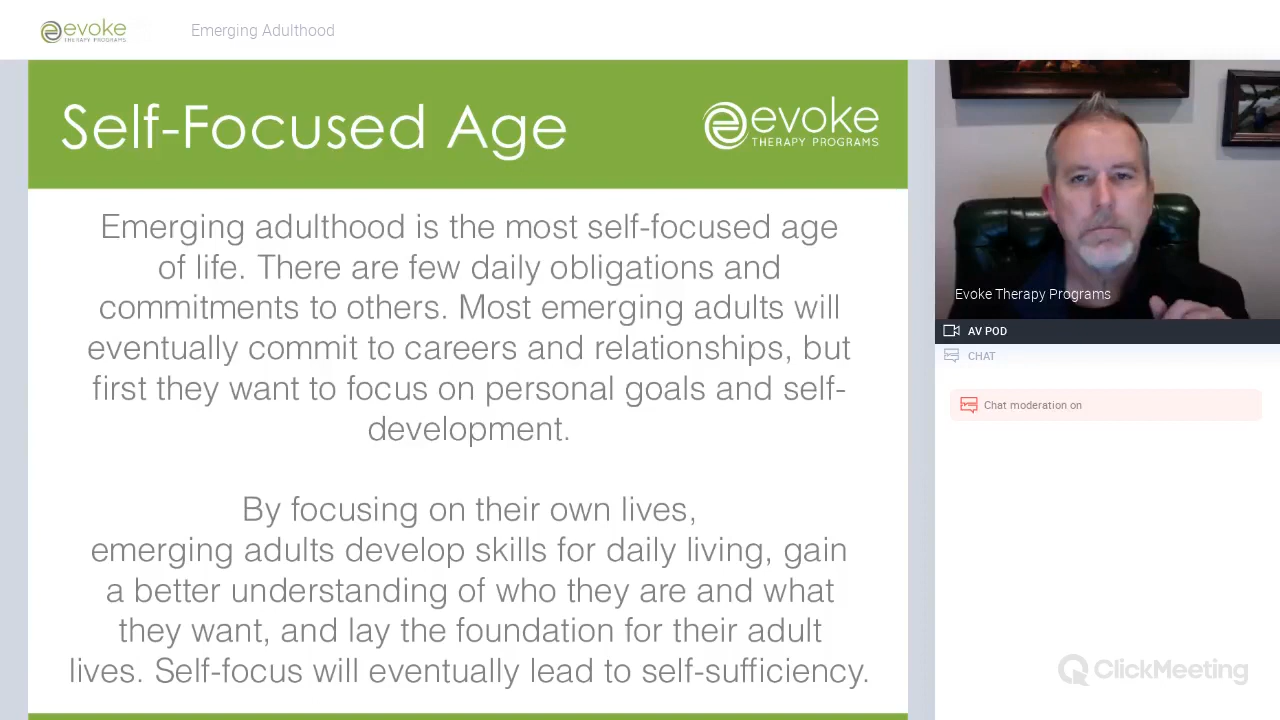 evoke
THERAPY PROGRAMS
Emerging Adulthood
Self-Focused Age
evoke
THERAPY PROGRAMS
Emerging adulthood is the most self-focused age
of life. There are few daily obligations and
commitments to others. Most emerging adults will
eventually commit to careers and relationships, but
first they want to focus on personal goals and self-
development.
By focusing on their own lives,
emerging adults develop skills for daily living, gain
a better understanding of who they are and what
they want, and lay the foundation for their adult
lives. Self-focus will eventually lead to self-sufficiency.
Evoke Therapy Programs
AV POD
CHAT
Chat moderation on
ClickMeeting